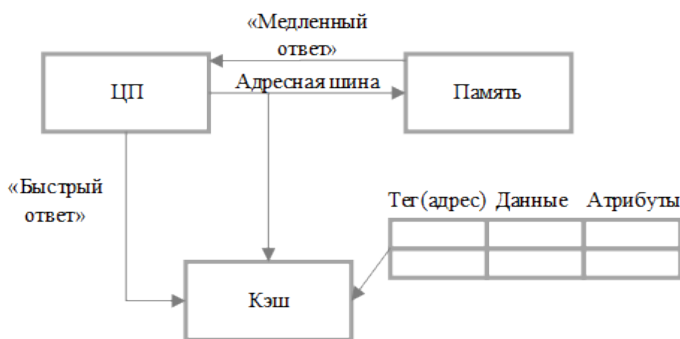 «Медленный
ответ»
ЦП
Адресная шина
Память
«Быстрый
ответ»
Тег(адрес) Данные Атрибуты
Кэш